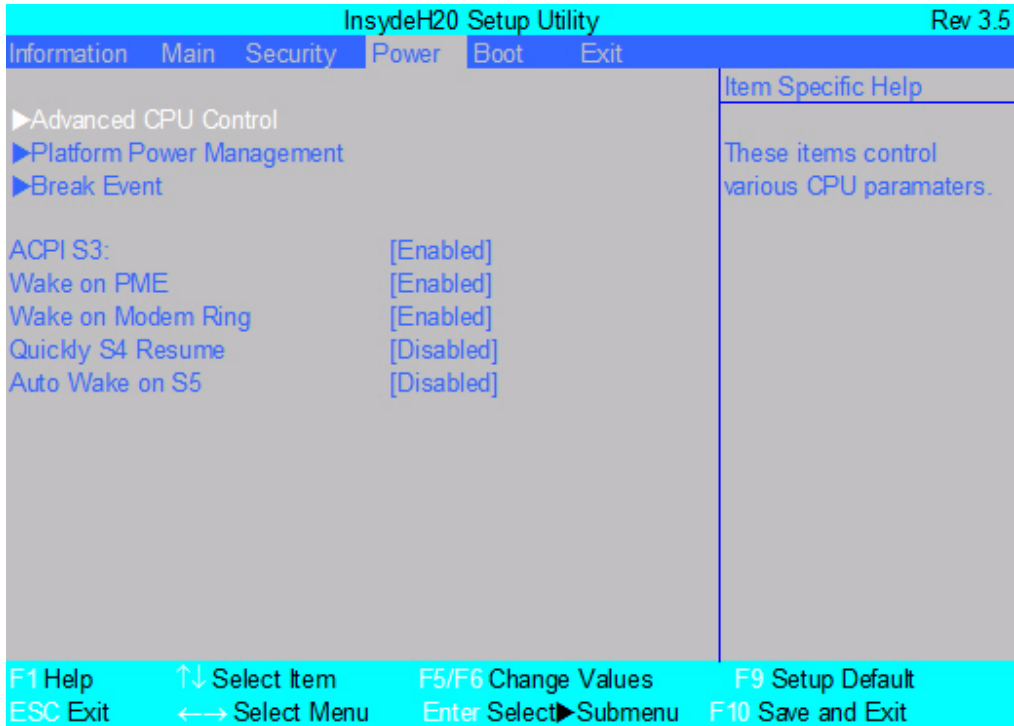 InsydeH20 Setup Utility Rev 3.5
Information Main Security Power Boot Exit
Item Specific Help
▶Advanced CPU Control
▶Platform Power Management These items control
▶Break Event various CPU paramaters.
ACPI S3: [Enabled]
Wake on PME [Enabled]
Wake on Modem Ring [Enabled]
Quickly S4 Resume [Disabled]
Auto Wake on S5 [Disabled]
F1 Help ↑↓ Select Item F5/F6 Change Values F9 Setup Default
ESC Exit ←→ Select Menu Enter Select▶Submenu F10 Save and Exit